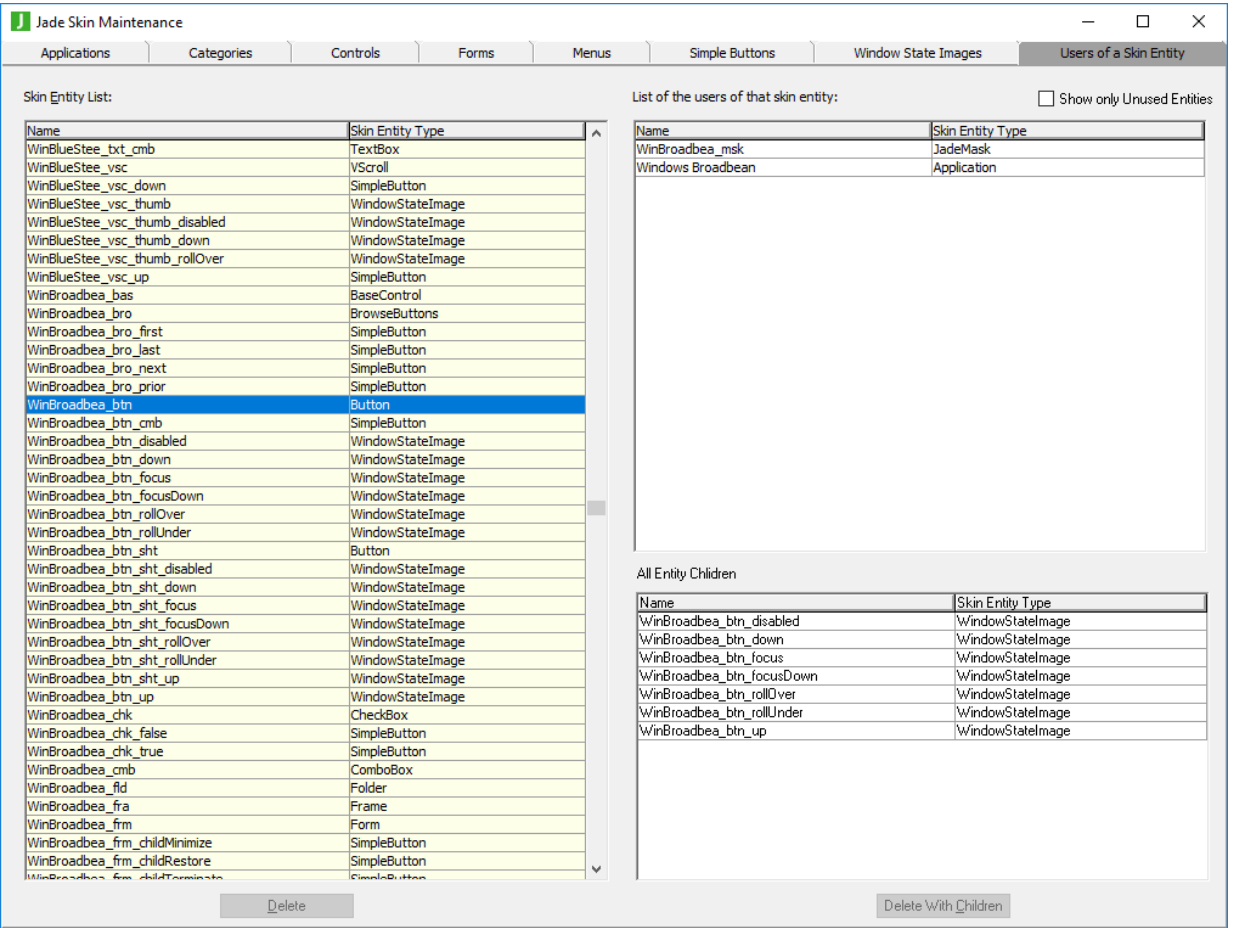 Jade Skin Maintenance
Applications Categories Controls Forms Menus Simple Buttons Window State Images Users of a Skin Entity
Skin Entity List:
Name Skin Entity Type
WinBlueStee_txt_cmb TextBox
WinBlueStee_vsc VScroll
WinBlueStee_vsc_down SimpleButton
WinBlueStee_vsc_thumb WindowStateImage
WinBlueStee_vsc_thumb_disabled WindowStateImage
WinBlueStee_vsc_thumb_down WindowStateImage
WinBlueStee_vsc_thumb_rollOver WindowStateImage
WinBlueStee_vsc_up SimpleButton
WinBroadbea_bas BaseControl
WinBroadbea_bro BrowseButtons
WinBroadbea_bro_first SimpleButton
WinBroadbea_bro_last SimpleButton
WinBroadbea_bro_next SimpleButton
WinBroadbea_bro_prior SimpleButton
WinBroadbea_btn Button
WinBroadbea_btn_cmb SimpleButton
WinBroadbea_btn_disabled WindowStateImage
WinBroadbea_btn_down WindowStateImage
WinBroadbea_btn_focus WindowStateImage
WinBroadbea_btn_focusDown WindowStateImage
WinBroadbea_btn_rollOver WindowStateImage
WinBroadbea_btn_rollUnder WindowStateImage
WinBroadbea_btn_sht Button
WinBroadbea_btn_sht_disabled WindowStateImage
WinBroadbea_btn_sht_down WindowStateImage
WinBroadbea_btn_sht_focus WindowStateImage
WinBroadbea_btn_sht_focusDown WindowStateImage
WinBroadbea_btn_sht_rollOver WindowStateImage
WinBroadbea_btn_sht_rollUnder WindowStateImage
WinBroadbea_btn_sht_up WindowStateImage
WinBroadbea_btn_up WindowStateImage
WinBroadbea_chk CheckBox
WinBroadbea_chk_false SimpleButton
WinBroadbea_chk_true SimpleButton
WinBroadbea_cmb ComboBox
WinBroadbea_fld Folder
WinBroadbea_fra Frame
WinBroadbea_frm Form
WinBroadbea_frm_childMinimize SimpleButton
WinBroadbea_frm_childRestore SimpleButton
WinBroadbea_frm_childTerminate SimpleButton
Delete
List of the users of that skin entity:
Show only Unused Entities
Name Skin Entity Type
WinBroadbea_msk JadeMask
Windows Broadbean Application
All Entity Children
Name Skin Entity Type
WinBroadbea_btn_disabled WindowStateImage
WinBroadbea_btn_down WindowStateImage
WinBroadbea_btn_focus WindowStateImage
WinBroadbea_btn_focusDown WindowStateImage
WinBroadbea_btn_rollOver WindowStateImage
WinBroadbea_btn_rollUnder WindowStateImage
WinBroadbea_btn_up WindowStateImage
Delete With Children